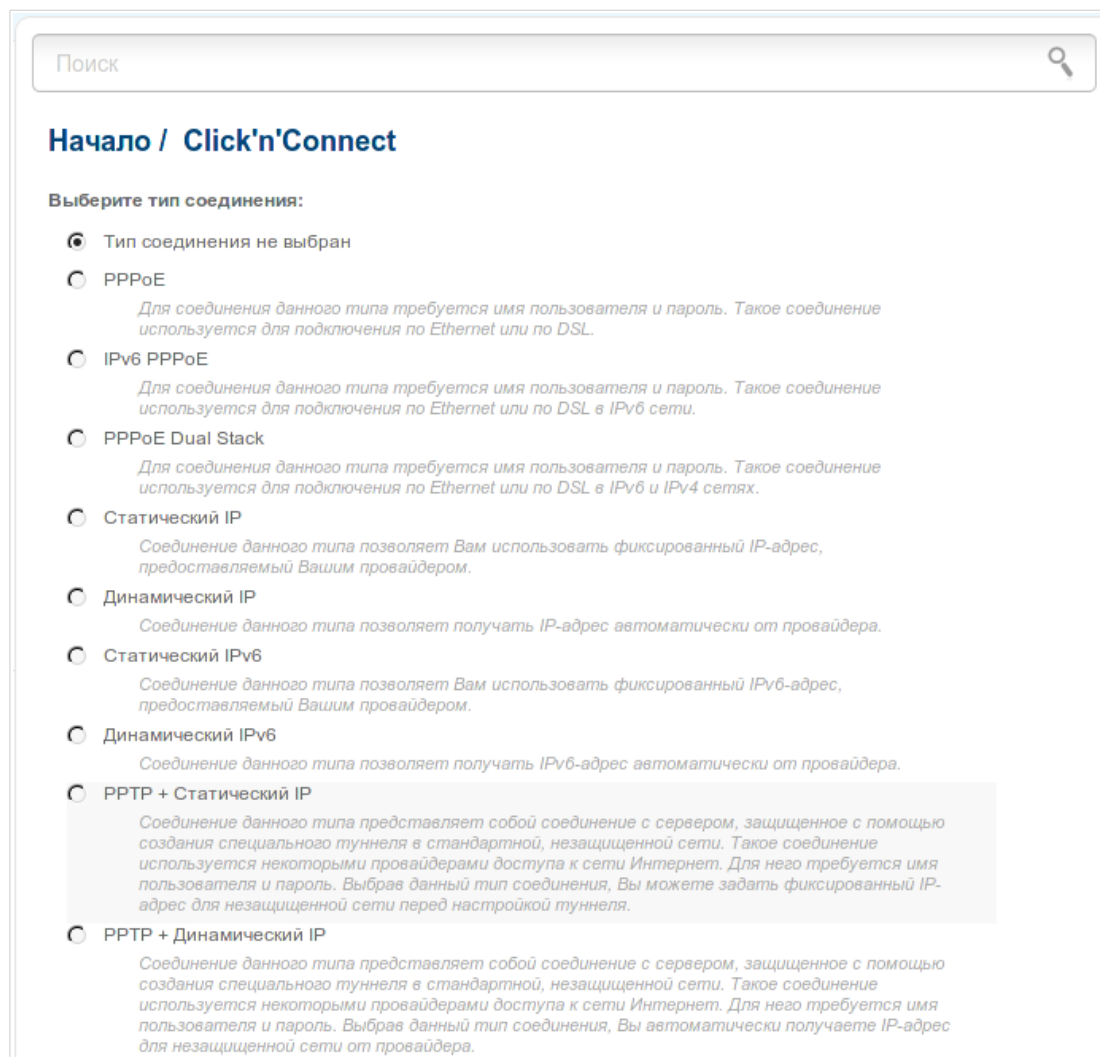 Поиск
Начало / Click'n'Connect
Выберите тип соединения:
Тип соединения не выбран
PPPoE
Для соединения данного типа требуется имя пользователя и пароль. Такое соединение
используется для подключения по Ethernet или по DSL.
IPv6 PPPoE
Для соединения данного типа требуется имя пользователя и пароль. Такое соединение
используется для подключения по Ethernet или по DSL в IPv6 сети.
PPPoE Dual Stack
Для соединения данного типа требуется имя пользователя и пароль. Такое соединение
используется для подключения по Ethernet или по DSL в IPv6 и IPv4 сетях.
Статический IP
Соединение данного типа позволяет Вам использовать фиксированный IP-адрес,
предоставляемый Вашим провайдером.
Динамический IP
Соединение данного типа позволяет получать IP-адрес автоматически от провайдера.
Статический IPv6
Соединение данного типа позволяет Вам использовать фиксированный IPv6-адрес,
предоставляемый Вашим провайдером.
Динамический IPv6
Соединение данного типа позволяет получать IPv6-адрес автоматически от провайдера.
PPTP + Статический IP
Соединение данного типа представляет собой соединение с сервером, защищенное с помощью
создания специального туннеля в стандартной, незащищенной сети. Такое соединение
используется некоторыми провайдерами доступа к сети Интернет. Для него требуется имя
пользователя и пароль. Выбрав данный тип соединения, Вы можете задать фиксированный IP-
адрес для незащищенной сети перед настройкой туннеля.
PPTP + Динамический IP
Соединение данного типа представляет собой соединение с сервером, защищенное с помощью
создания специального туннеля в стандартной, незащищенной сети. Такое соединение
используется некоторыми провайдерами доступа к сети Интернет. Для него требуется имя
пользователя и пароль. Выбрав данный тип соединения, Вы автоматически получаете IP-адрес
для незащищенной сети от провайдера.